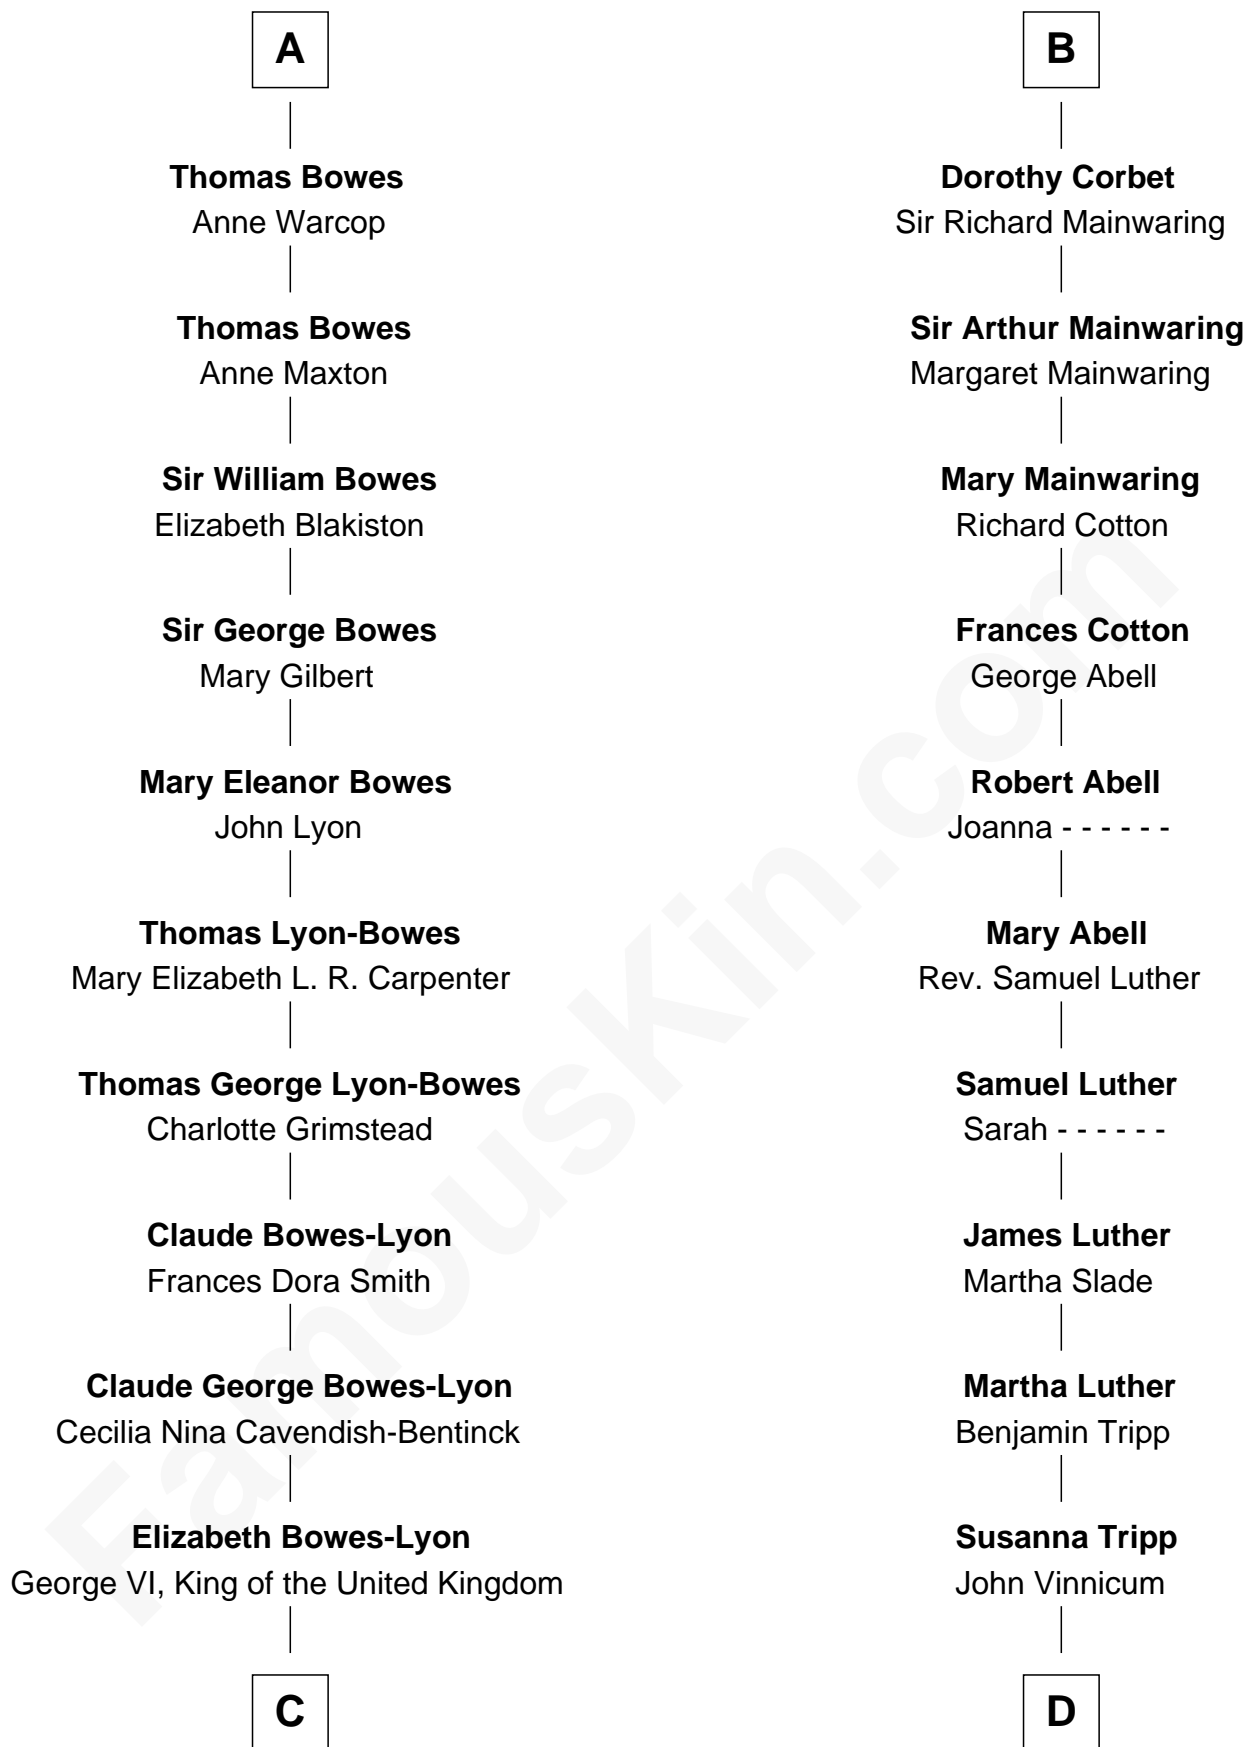 A
Thomas Bowes
Anne Warcop
Thomas Bowes
Anne Maxton
Sir William Bowes
Elizabeth Blakiston
Sir George Bowes
Mary Gilbert
Mary Eleanor Bowes
John Lyon
Thomas Lyon-Bowes
Mary Elizabeth L. R. Carpenter
Thomas George Lyon-Bowes
Charlotte Grimstead
Claude Bowes-Lyon
Frances Dora Smith
Claude George Bowes-Lyon
Cecilia Nina Cavendish-Bentinck
Elizabeth Bowes-Lyon
George VI, King of the United Kingdom
C
B
Dorothy Corbet
Sir Richard Mainwaring
Sir Arthur Mainwaring
Margaret Mainwaring
Mary Mainwaring
Richard Cotton
Frances Cotton
George Abell
Robert Abell
Joanna - - - - - -
Mary Abell
Rev. Samuel Luther
Samuel Luther
Sarah - - - - - -
James Luther
Martha Slade
Martha Luther
Benjamin Tripp
Susanna Tripp
John Vinnicum
D
FamousKin.com